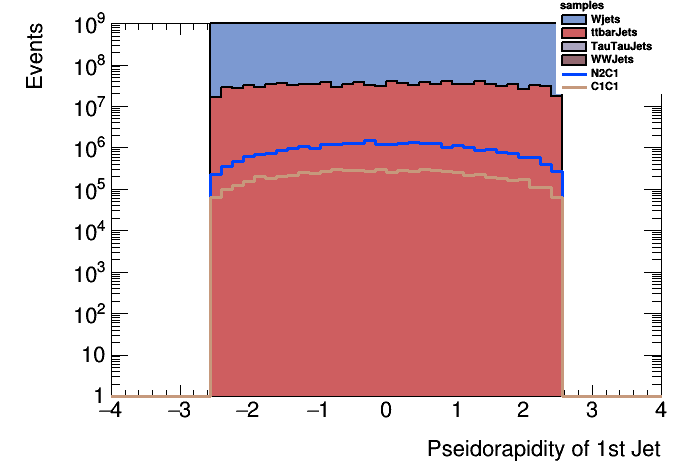 samples
Wjets
ttbarJets
TauTauJets
WWJets
N2C1
C1C1
Events
10⁹
10⁸
10⁷
10⁶
10⁵
10⁴
10³
10²
10
1
−4 −3 −2 −1 0 1 2 3 4
Pseidorapidity of 1st Jet